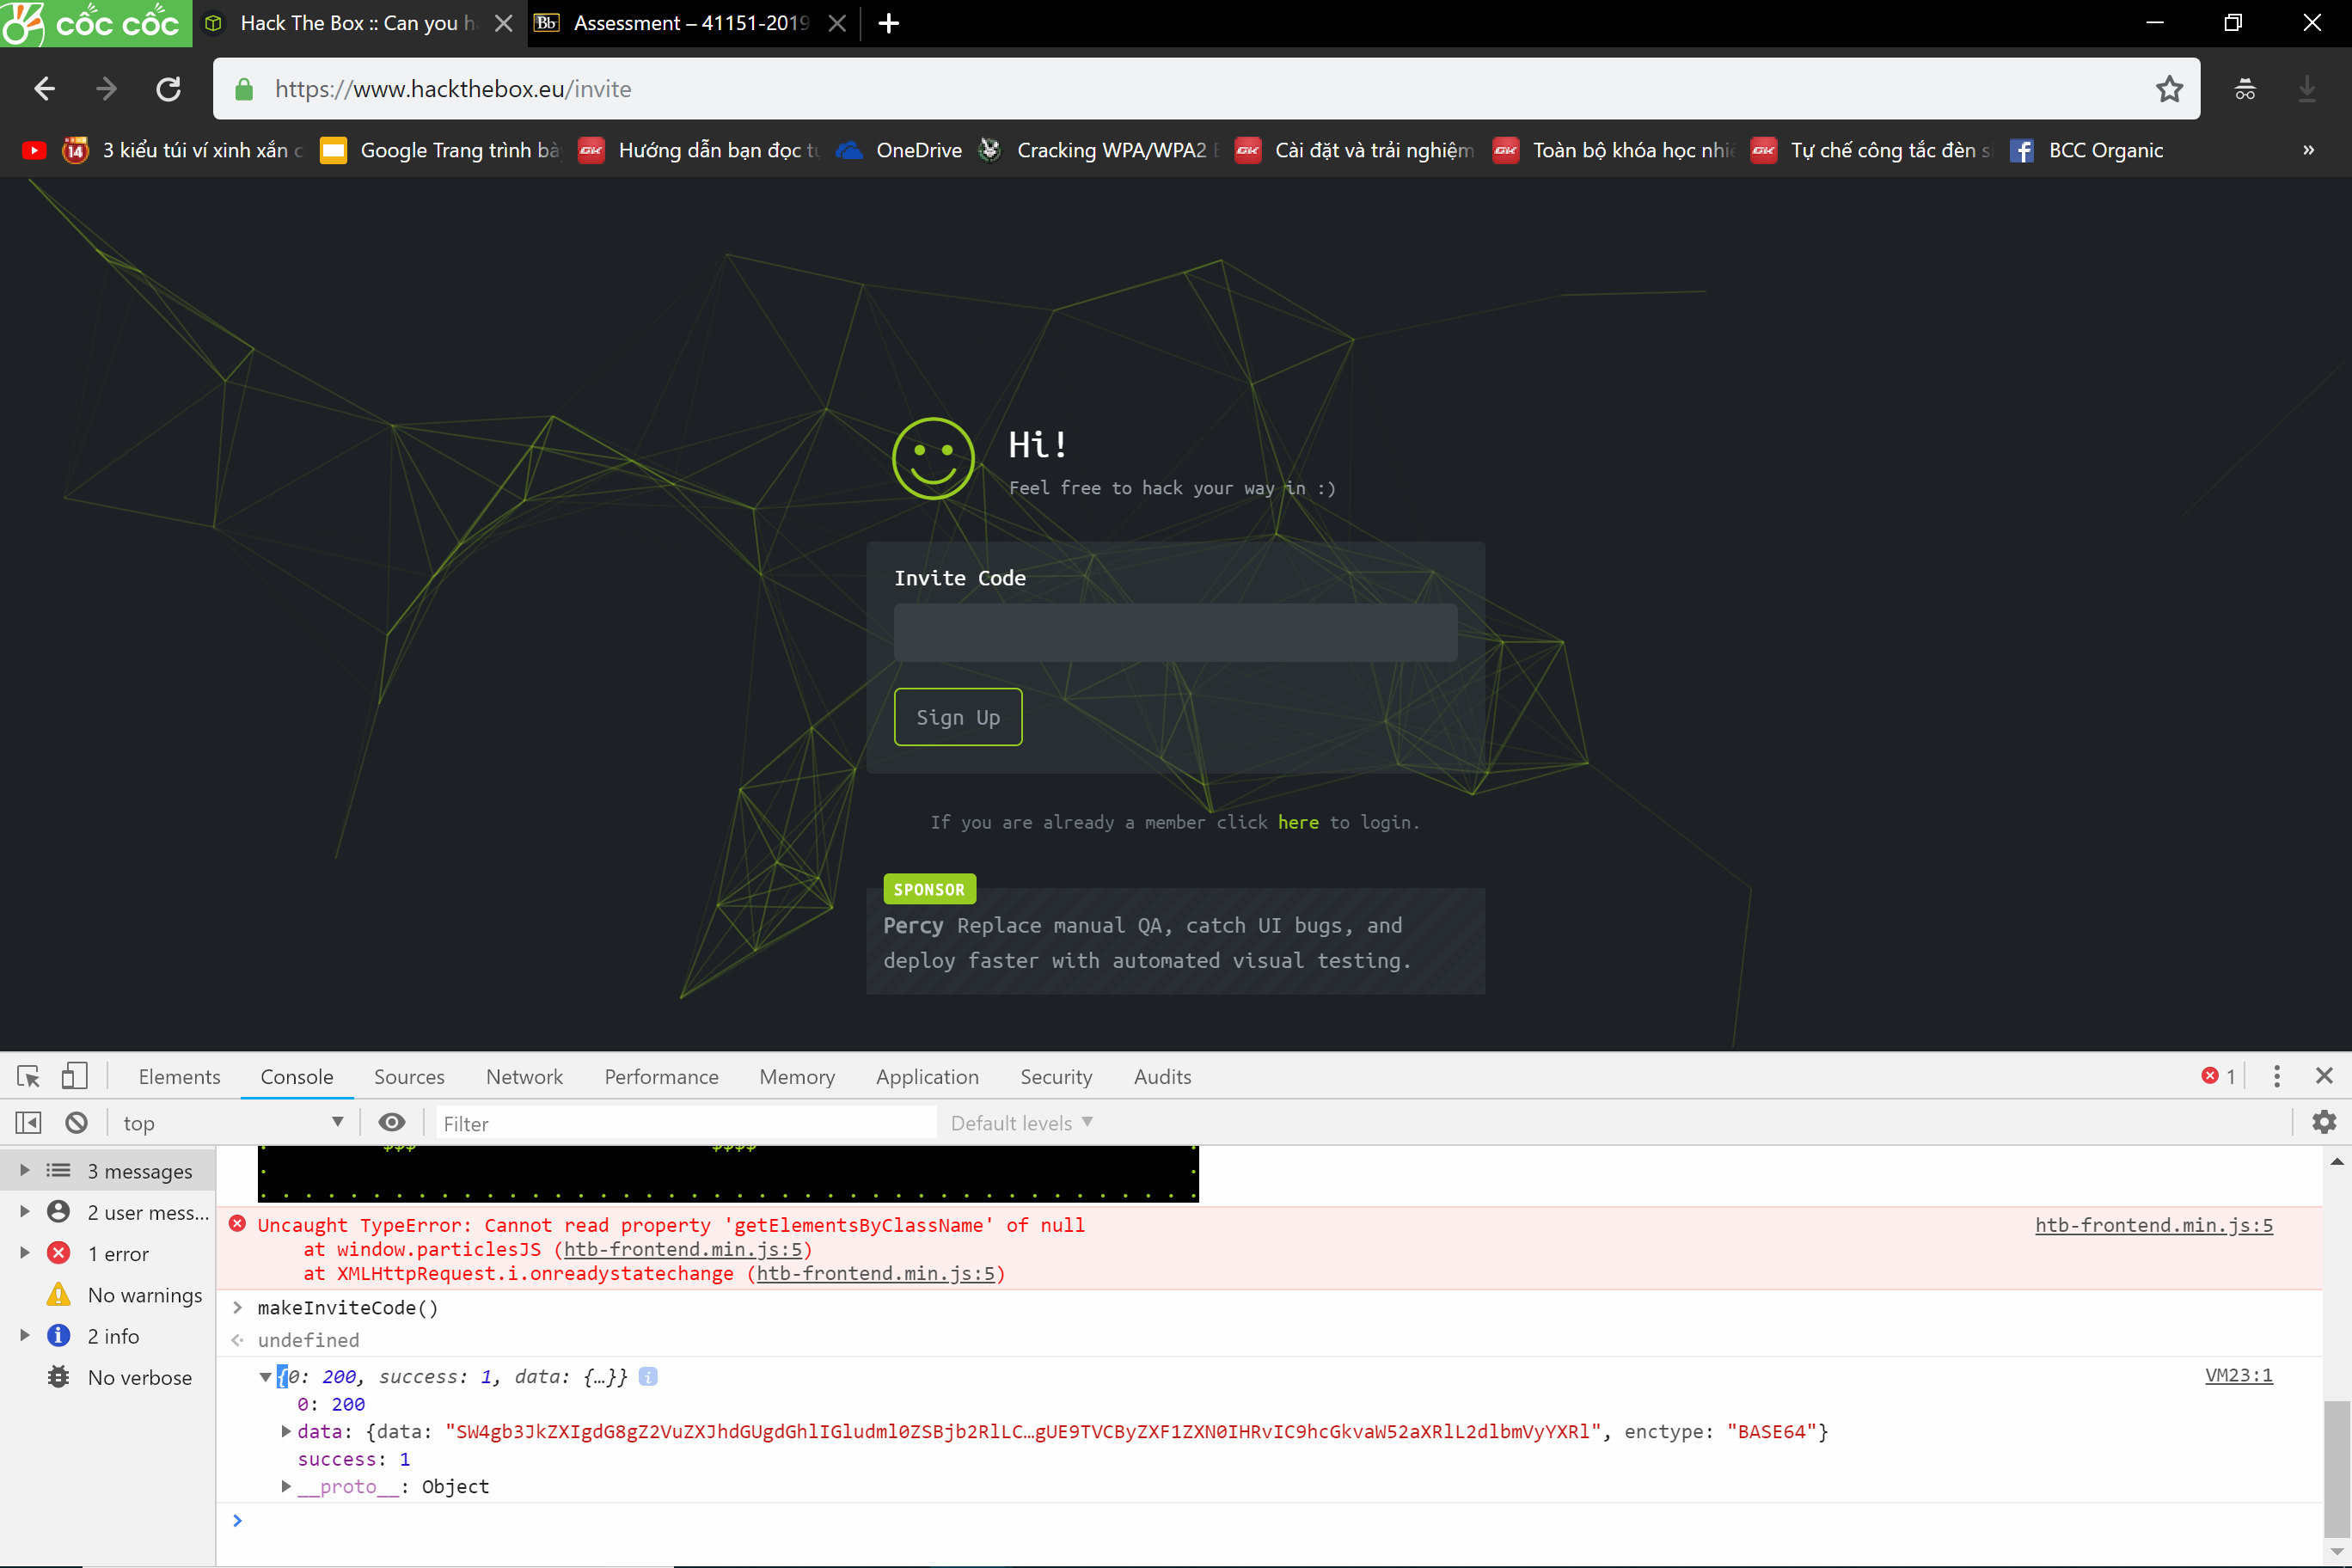 cốc cốc
Hack The Box :: Can you h
Assessment – 41151-2019
https://www.hackthebox.eu/invite
3 kiểu túi ví xinh xắn c
Google Trang trình bà
Hướng dẫn bạn đọc t
OneDrive
Cracking WPA/WPA2
Cài đặt và trải nghiệm
Toàn bộ khóa học nhi
Tự chế công tắc đèn s
BCC Organic
»
Hi!
Feel free to hack your way in :)
Invite Code
Sign Up
If you are already a member click here to login.
SPONSOR
Percy Replace manual QA, catch UI bugs, and
deploy faster with automated visual testing.
Elements Console Sources Network Performance Memory Application Security Audits 1
top Filter Default levels
3 messages
2 user mess...
1 error
No warnings
2 info
No verbose
Uncaught TypeError: Cannot read property 'getElementsByClassName' of null htb-frontend.min.js:5
at window.particlesJS (htb-frontend.min.js:5)
at XMLHttpRequest.i.onreadystatechange (htb-frontend.min.js:5)
makeInviteCode()
undefined
{0: 200, success: 1, data: {…}} VM23:1
0: 200
data: {data: "SW4gb3JkZXIgdG8gZ2VuZXJhdGUgdGhlIGludml0ZSBjb2RlLC…gUE9TVCByZXF1ZXN0IHRvIC9hcGkvaW52aXRlL2dlbmVyYXRl", enctype: "BASE64"}
success: 1
__proto__: Object